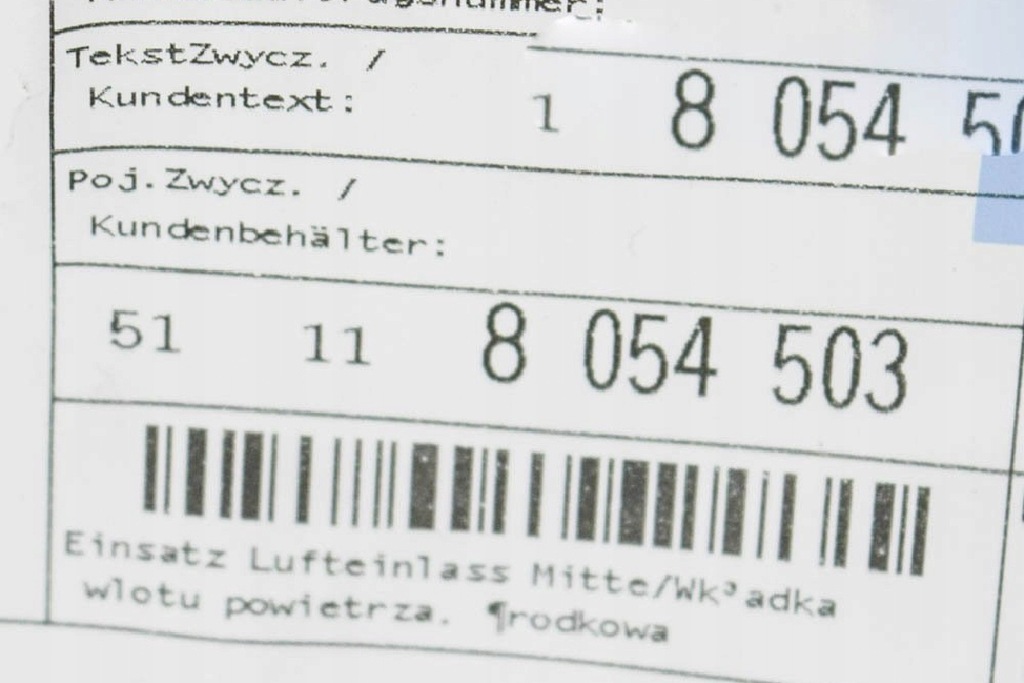 TekstZwycz. /
Kundentext:
1 8 054
Poj.Zwycz. /
Kundenbehälter:
51 11 8 054 503
Einsatz Lufteinlass Mitte/Wk³adka
wlotu powietrza. ¶rodkowa